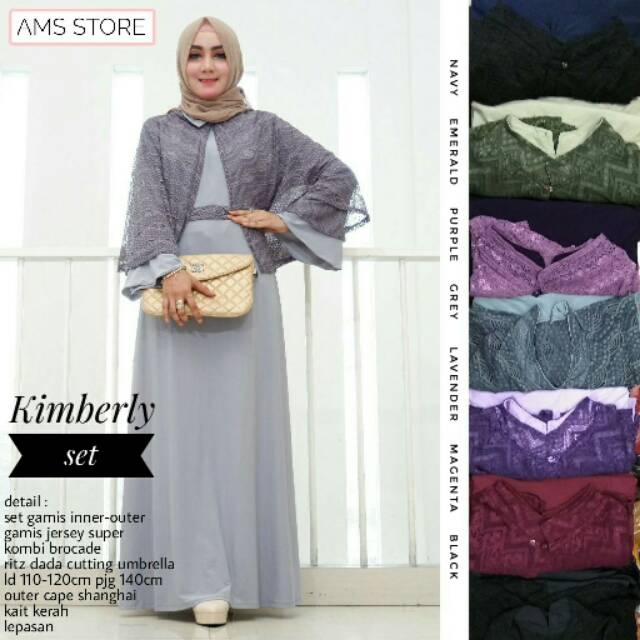 AMS STORE
Kimberly
set
detail :
set gamis inner-outer
gamis jersey super
kombi brocade
ritz dada cutting umbrella
ld 110-120cm pjg 140cm
outer cape shanghai
kait kerah
lepasan
NAVY
EMERALD
PURPLE
GREY
LAVENDER
MAGENTA
BLACK